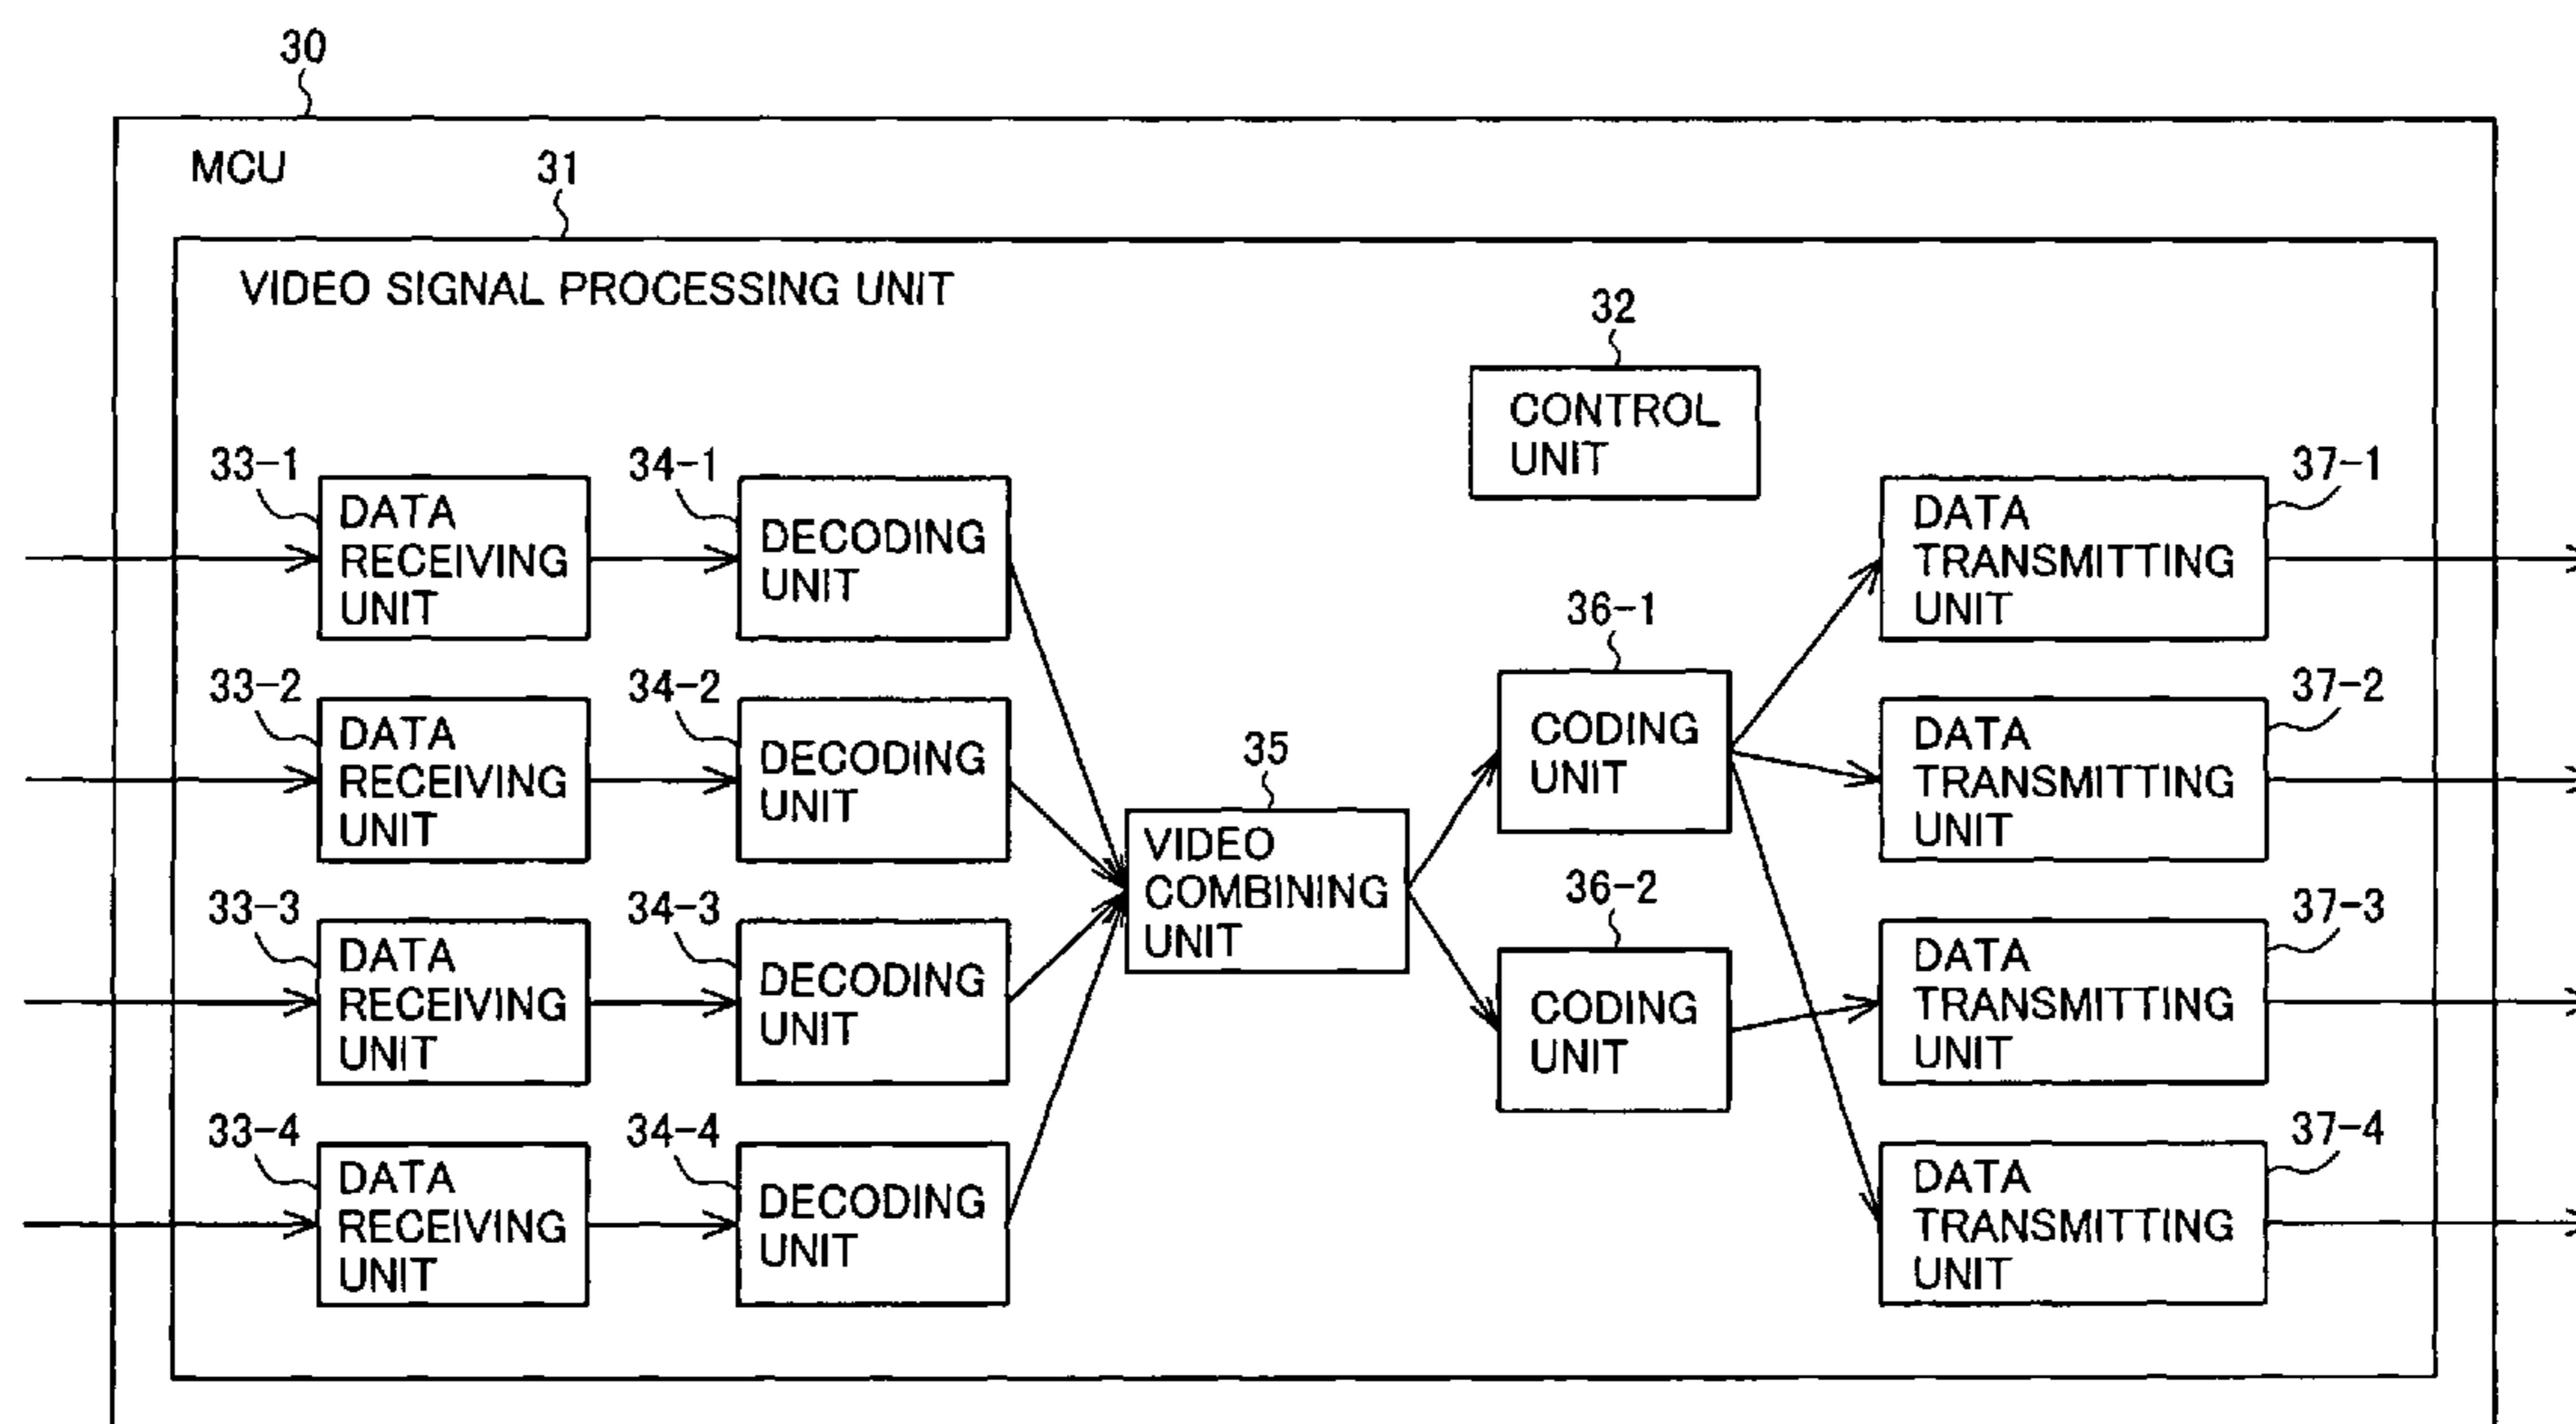 30
MCU
31
VIDEO SIGNAL PROCESSING UNIT
32
CONTROL
UNIT
33-1
DATA
RECEIVING
UNIT
34-1
DECODING
UNIT
37-1
DATA
TRANSMITTING
UNIT
33-2
DATA
RECEIVING
UNIT
34-2
DECODING
UNIT
36-1
CODING
UNIT
37-2
DATA
TRANSMITTING
UNIT
35
VIDEO
COMBINING
UNIT
33-3
DATA
RECEIVING
UNIT
34-3
DECODING
UNIT
36-2
CODING
UNIT
37-3
DATA
TRANSMITTING
UNIT
33-4
DATA
RECEIVING
UNIT
34-4
DECODING
UNIT
37-4
DATA
TRANSMITTING
UNIT